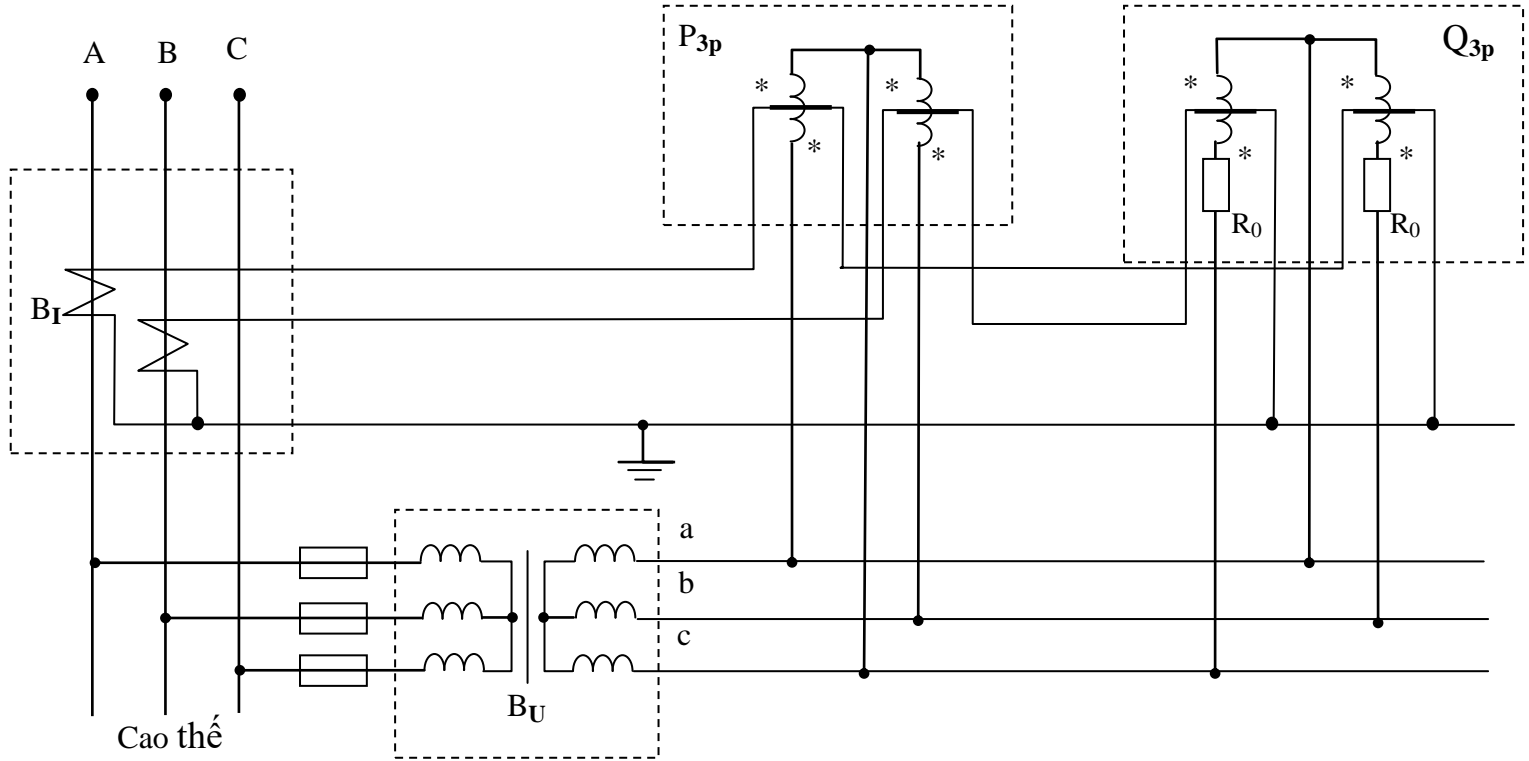 A B C
P3p
Q3p
* * * *
* * * *
R0 R0
BI
a
b
c
BU
Cao thế